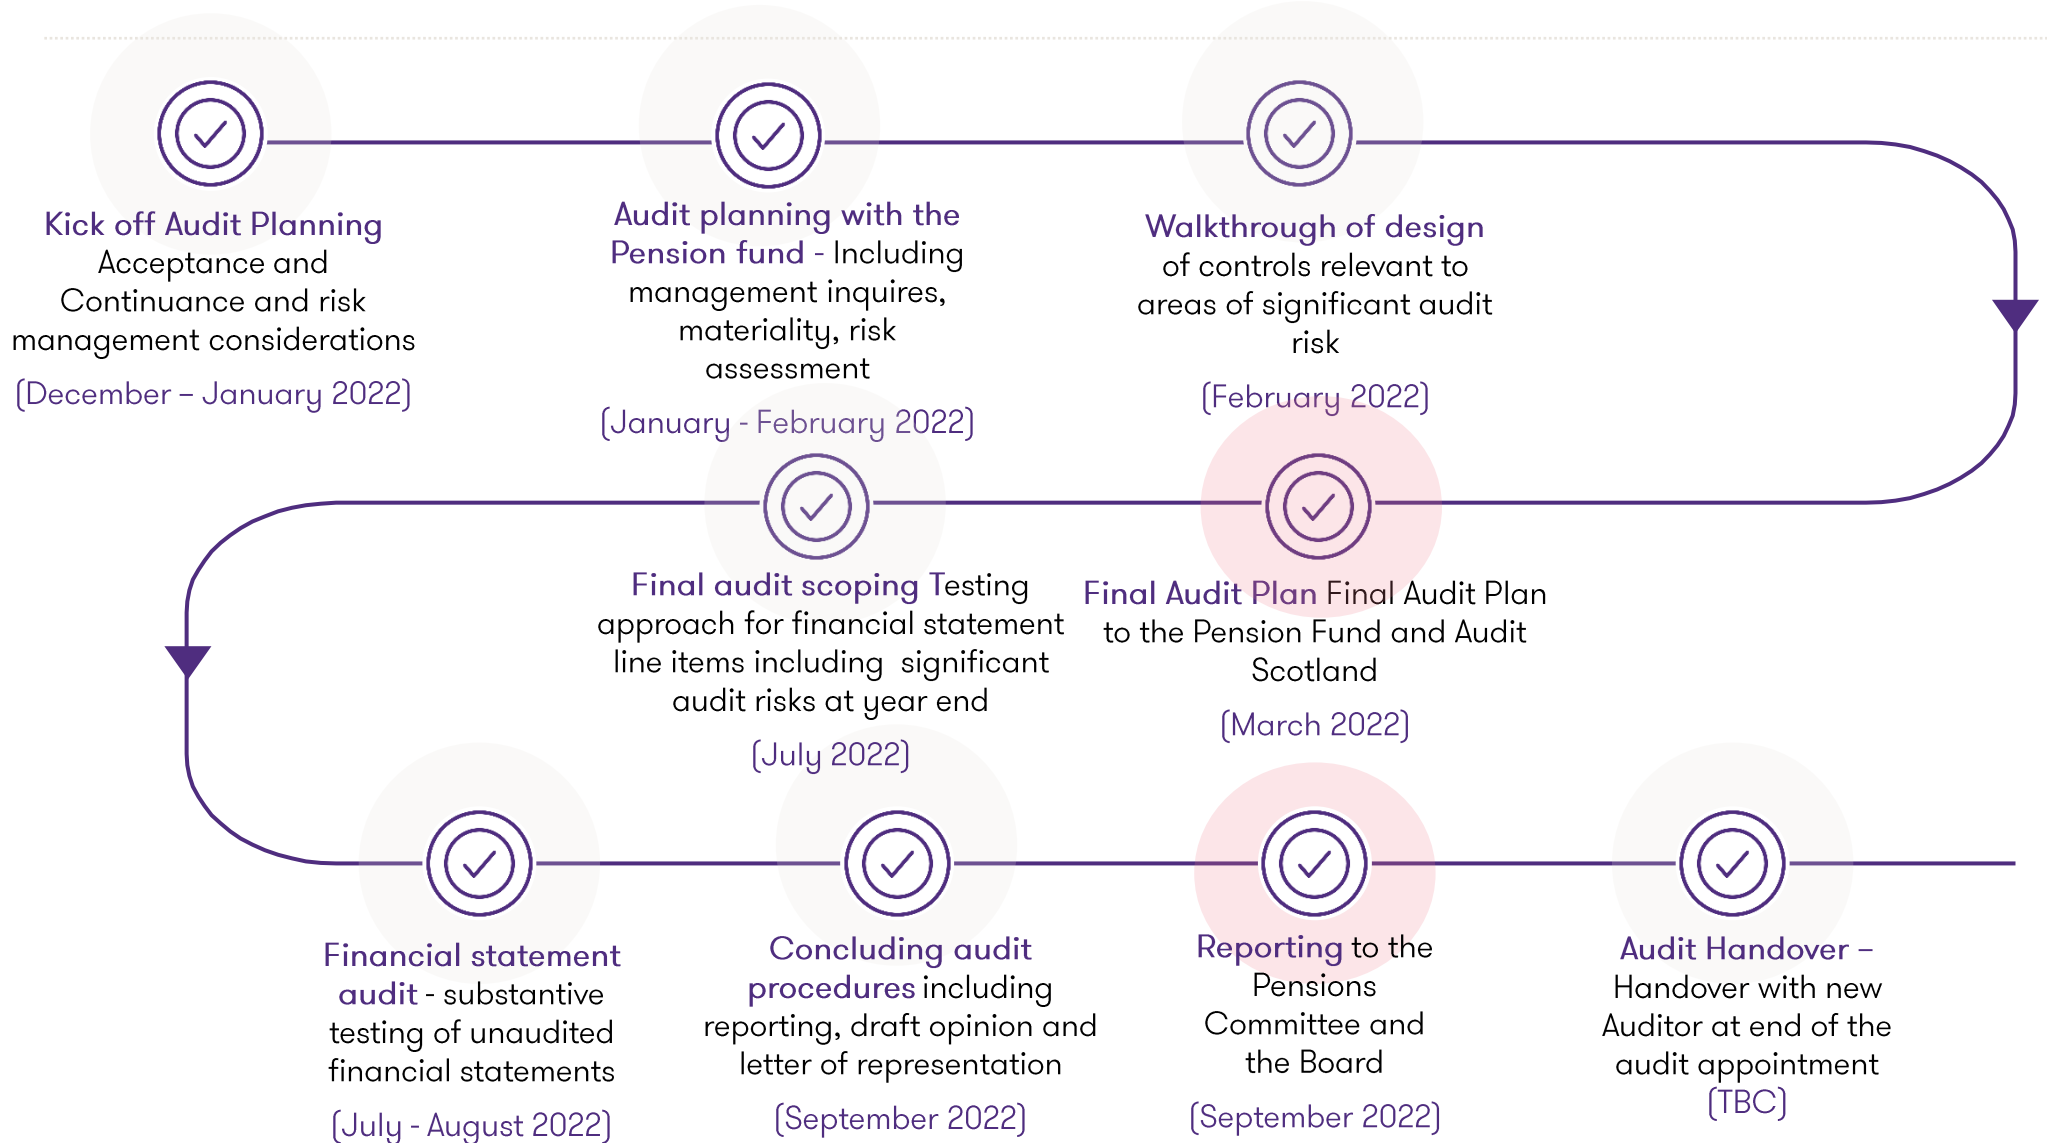 Kick off Audit Planning
Acceptance and
Continuance and risk
management considerations
(December – January 2022)
Audit planning with the
Pension fund - Including
management inquires,
materiality, risk
assessment
(January - February 2022)
Walkthrough of design
of controls relevant to
areas of significant audit
risk
(February 2022)
Final Audit Plan Final Audit Plan
to the Pension Fund and Audit
Scotland
(March 2022)
Final audit scoping Testing
approach for financial statement
line items including significant
audit risks at year end
(July 2022)
Financial statement
audit - substantive
testing of unaudited
financial statements
(July - August 2022)
Concluding audit
procedures including
reporting, draft opinion and
letter of representation
(September 2022)
Reporting to the
Pensions
Committee and
the Board
(September 2022)
Audit Handover –
Handover with new
Auditor at end of the
audit appointment
(TBC)